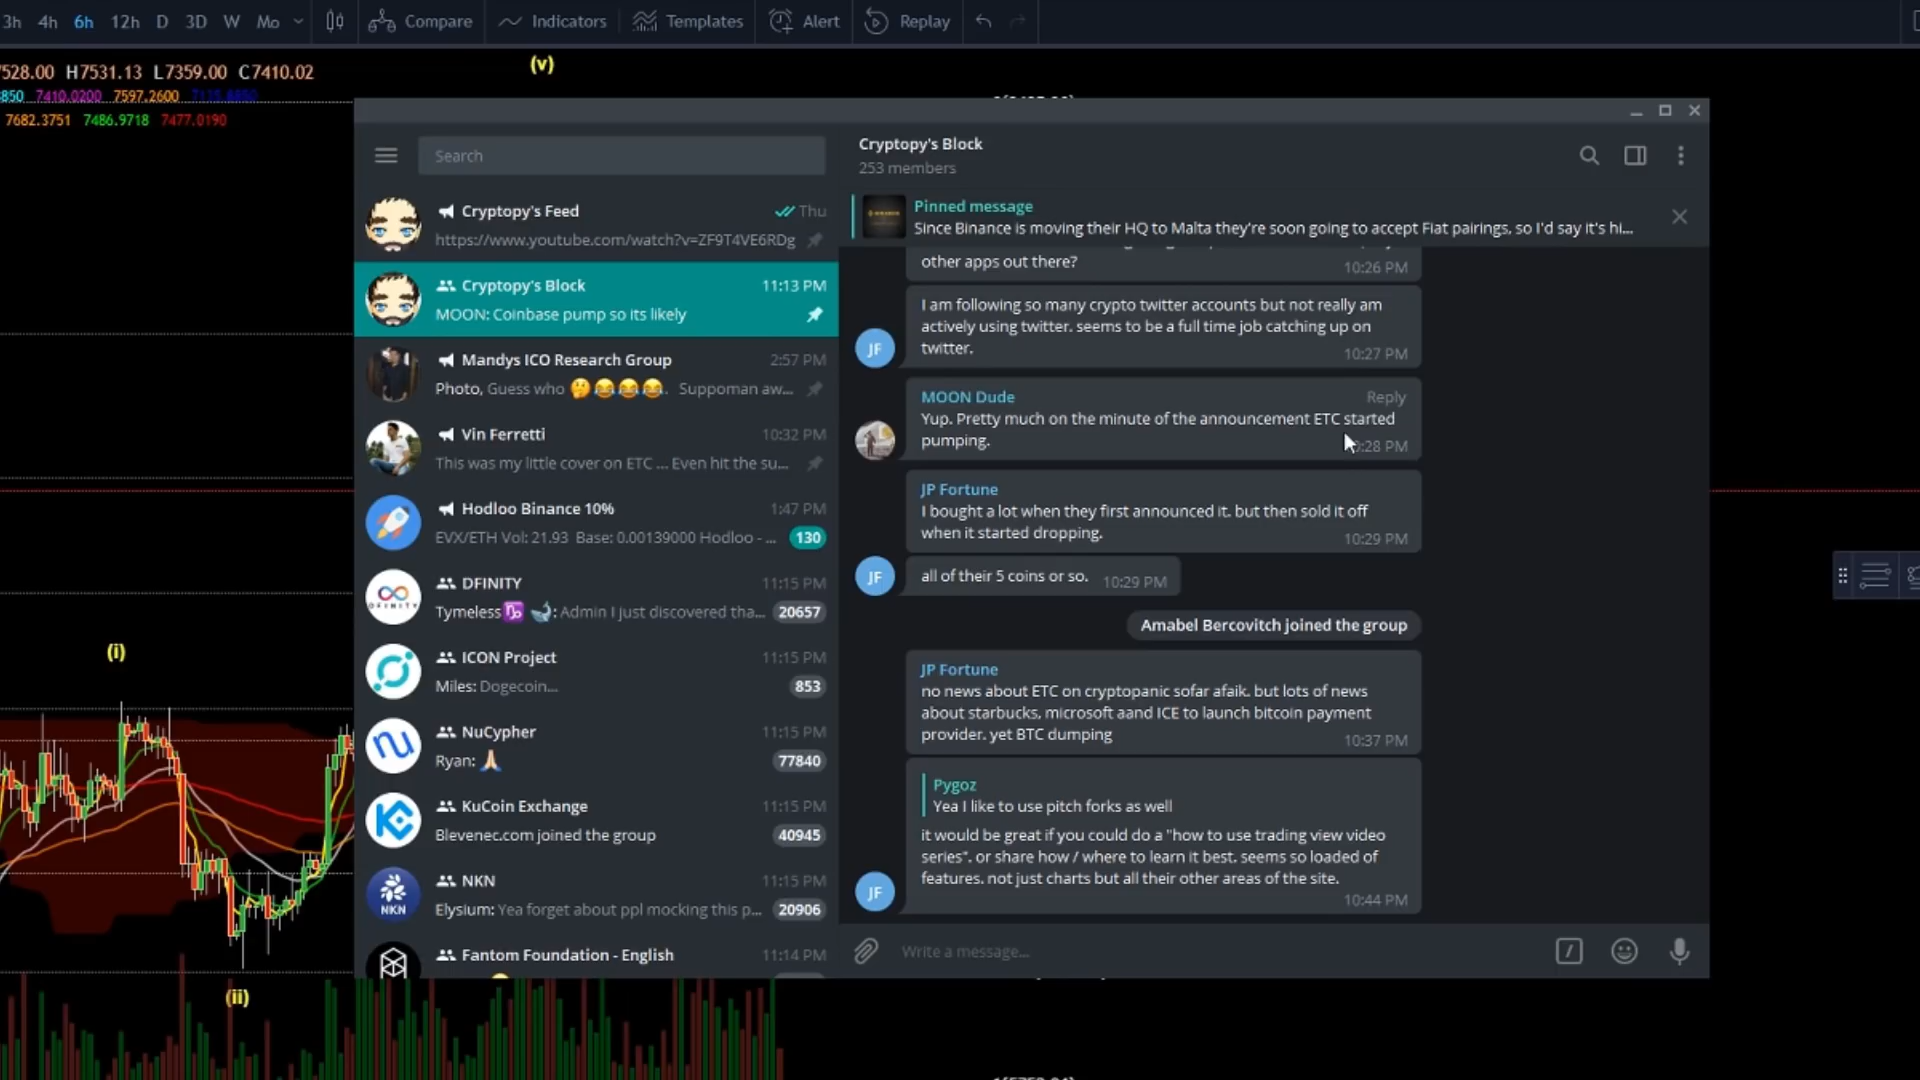 3h 4h 6h 12h D 3D W Mo Compare Indicators Templates Alert Replay
7528.00 H7531.13 L7359.00 C7410.02
850 7410.0200 7597.2600
7682.3751 7486.9718 7477.0190
(v)
(i)
(ii)
Search
Cryptopy's Feed Thu
https://www.youtube.com/watch?v=ZF9T4VE6RDg
Cryptopy's Block 11:13 PM
MOON: Coinbase pump so its likely
Mandys ICO Research Group 2:57 PM
Photo, Guess who 🤔😂😂😂. Suppoman aw...
Vin Ferretti 10:32 PM
This was my little cover on ETC ... Even hit the su...
Hodloo Binance 10% 1:47 PM
EVX/ETH Vol: 21.93 Base: 0.00139000 Hodloo - ... 130
DFINITY 11:15 PM
Tymeless♑ 🐳: Admin I just discovered tha... 20657
ICON Project 11:15 PM
Miles: Dogecoin... 853
NuCypher 11:15 PM
Ryan: 🙏🏻 77840
KuCoin Exchange 11:15 PM
Blevenec.com joined the group 40945
NKN 11:15 PM
NKN
Elysium: Yea forget about ppl mocking this p... 20906
Fantom Foundation - English 11:14 PM
Cryptopy's Block
253 members
Pinned message
Since Binance is moving their HQ to Malta they're soon going to accept Fiat pairings, so I'd say it's hi...
other apps out there? 10:26 PM
I am following so many crypto twitter accounts but not really am
actively using twitter. seems to be a full time job catching up on
twitter. 10:27 PM
JF
MOON Dude Reply
Yup. Pretty much on the minute of the announcement ETC started
pumping. :28 PM
JP Fortune
I bought a lot when they first announced it. but then sold it off
when it started dropping. 10:29 PM
all of their 5 coins or so. 10:29 PM
JF
Amabel Bercovitch joined the group
JP Fortune
no news about ETC on cryptopanic sofar afaik. but lots of news
about starbucks, microsoft aand ICE to launch bitcoin payment
provider. yet BTC dumping 10:37 PM
Pygoz
Yea I like to use pitch forks as well
it would be great if you could do a "how to use trading view video
series". or share how / where to learn it best. seems so loaded of
features. not just charts but all their other areas of the site.
10:44 PM
JF
Write a message...